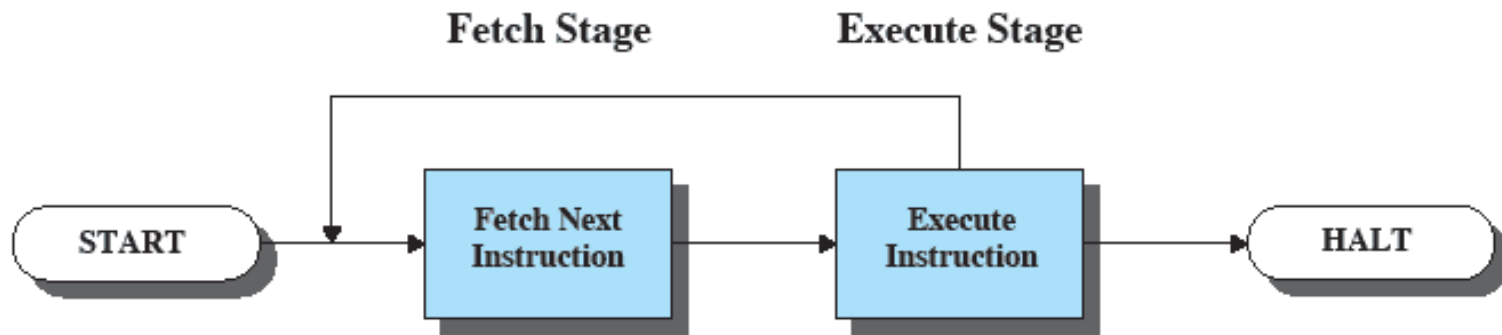 Fetch Stage
Execute Stage
START
Fetch Next
Instruction
Execute
Instruction
HALT